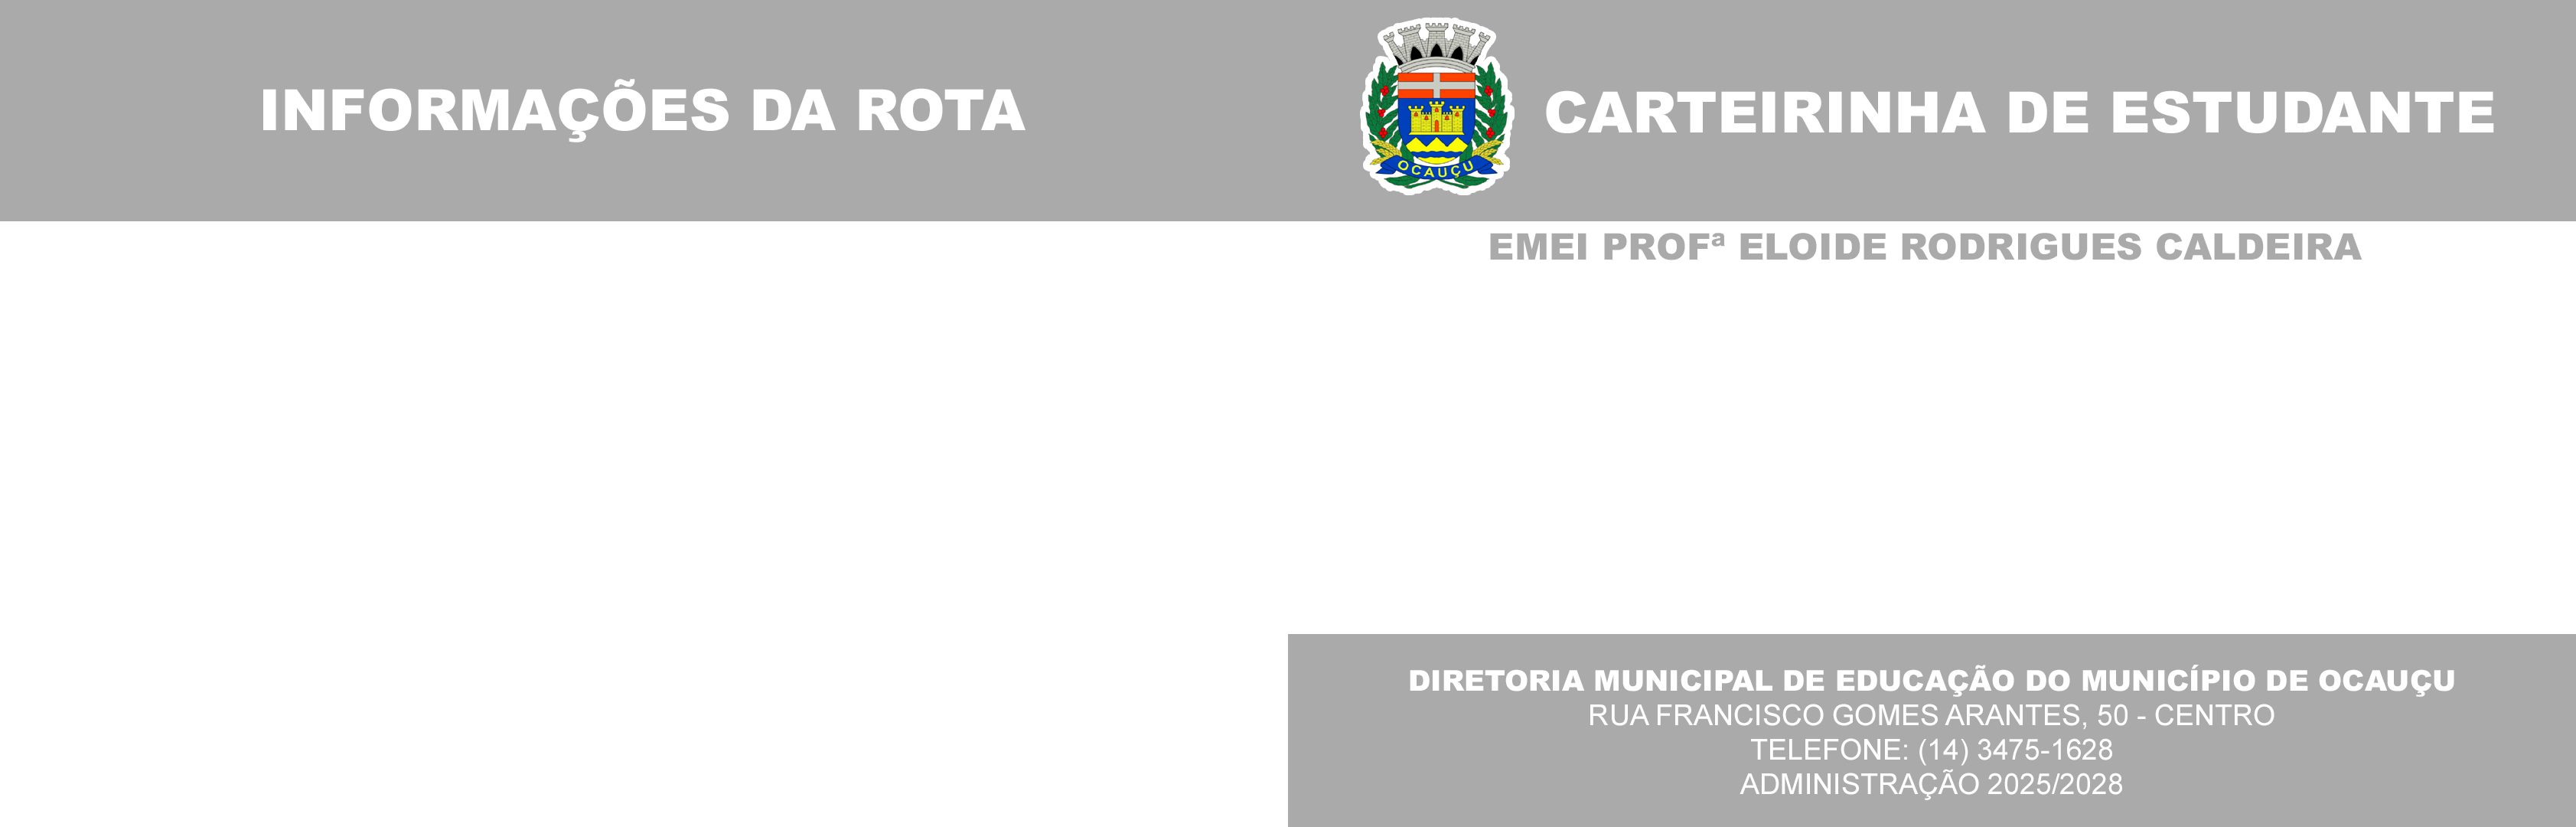 INFORMAÇÕES DA ROTA
OCAUÇU
CARTEIRINHA DE ESTUDANTE
EMEI PROFª ELOIDE RODRIGUES CALDEIRA
DIRETORIA MUNICIPAL DE EDUCAÇÃO DO MUNICÍPIO DE OCAUÇU
RUA FRANCISCO GOMES ARANTES, 50 - CENTRO
TELEFONE: (14) 3475-1628
ADMINISTRAÇÃO 2025/2028